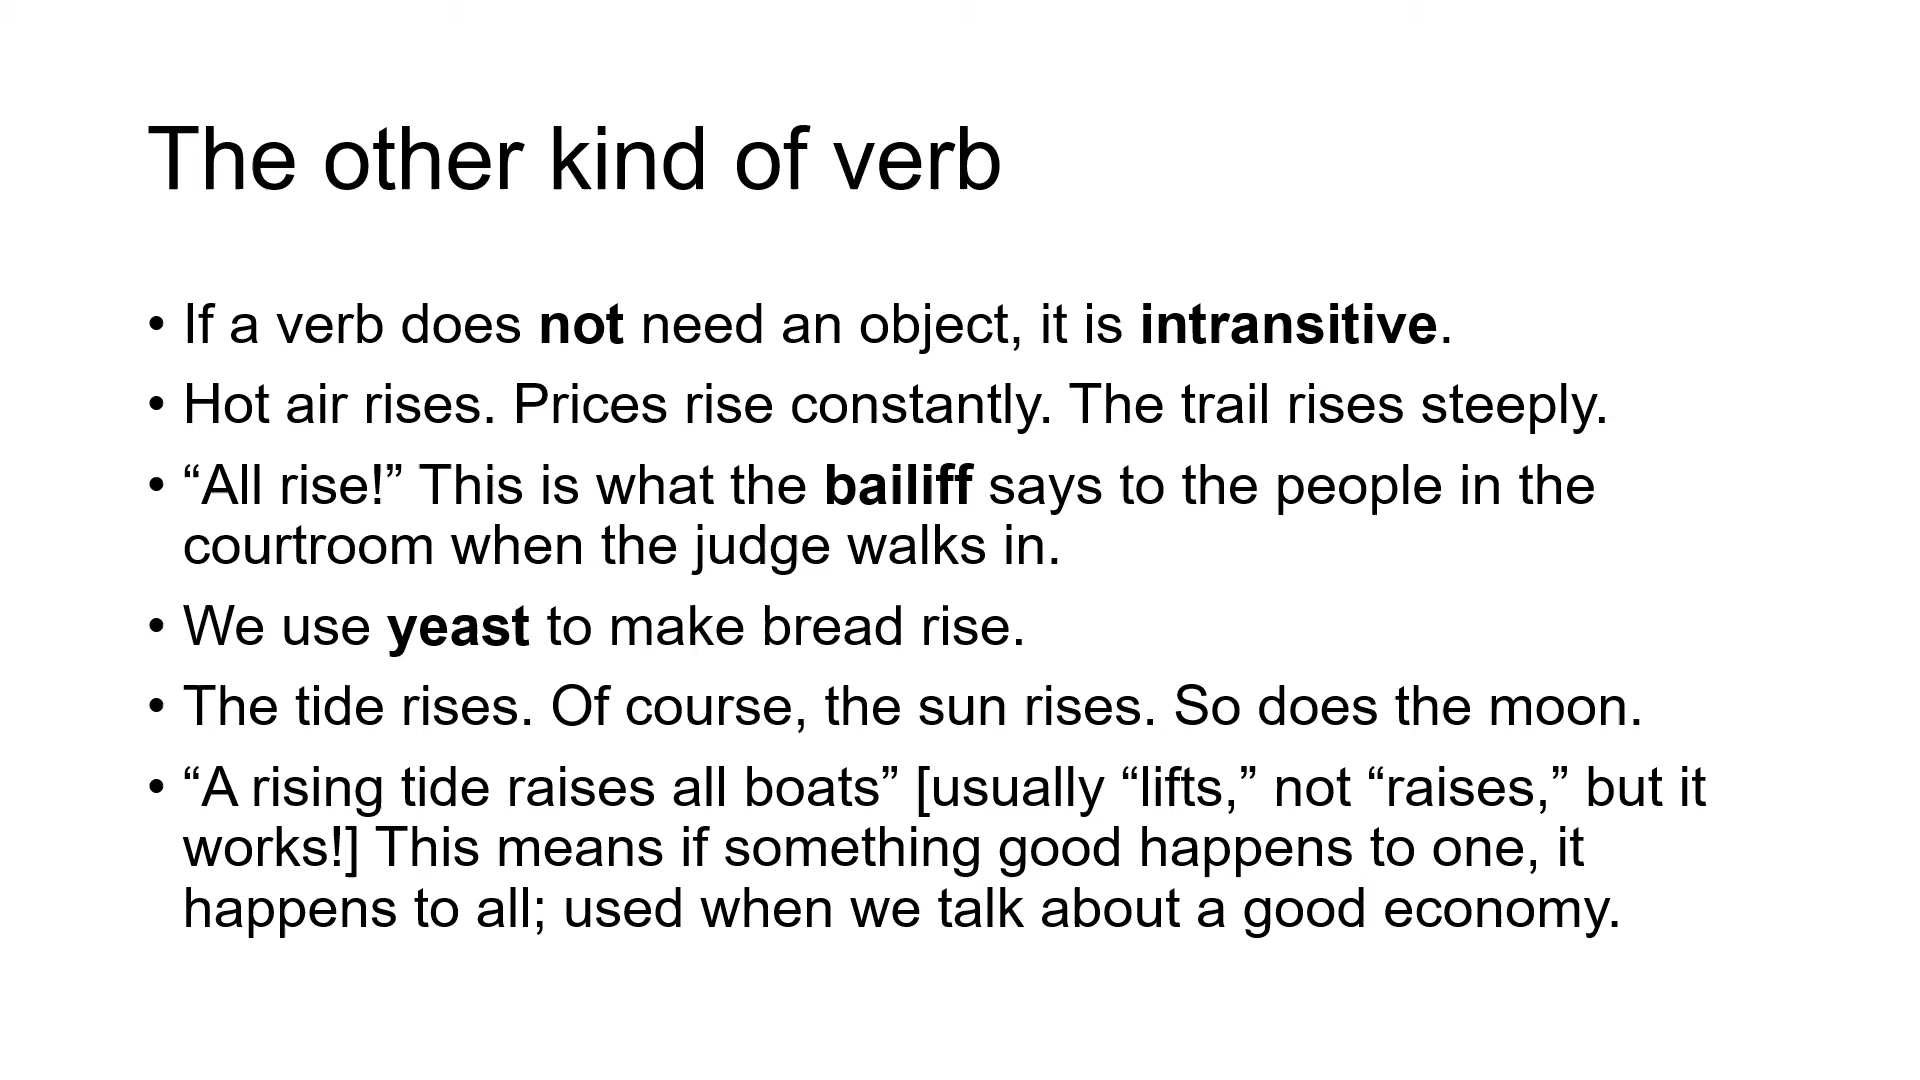 The other kind of verb
• If a verb does not need an object, it is intransitive.
• Hot air rises. Prices rise constantly. The trail rises steeply.
• “All rise!” This is what the bailiff says to the people in the
courtroom when the judge walks in.
• We use yeast to make bread rise.
• The tide rises. Of course, the sun rises. So does the moon.
• “A rising tide raises all boats” [usually “lifts,” not “raises,” but it
works!] This means if something good happens to one, it
happens to all; used when we talk about a good economy.